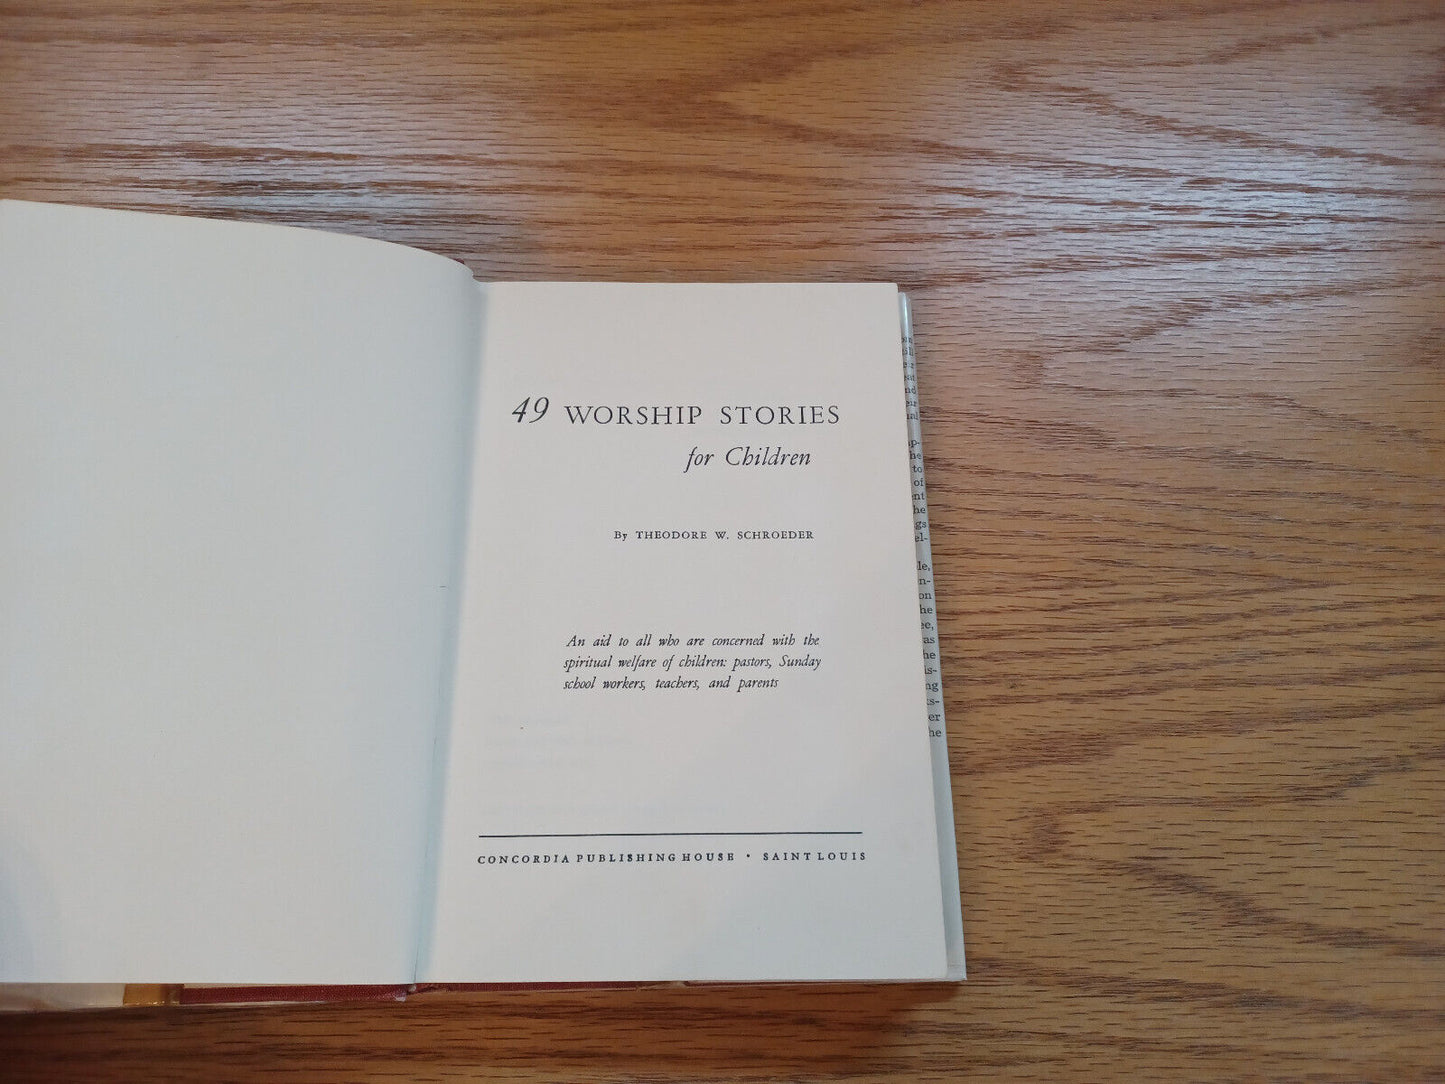 49 WORSHIP STORIES
for Children
By THEODORE W. SCHROEDER
An aid to all who are concerned with the
spiritual welfare of children: pastors, Sunday
school workers, teachers, and parents
CONCORDIA PUBLISHING HOUSE • SAINT LOUIS